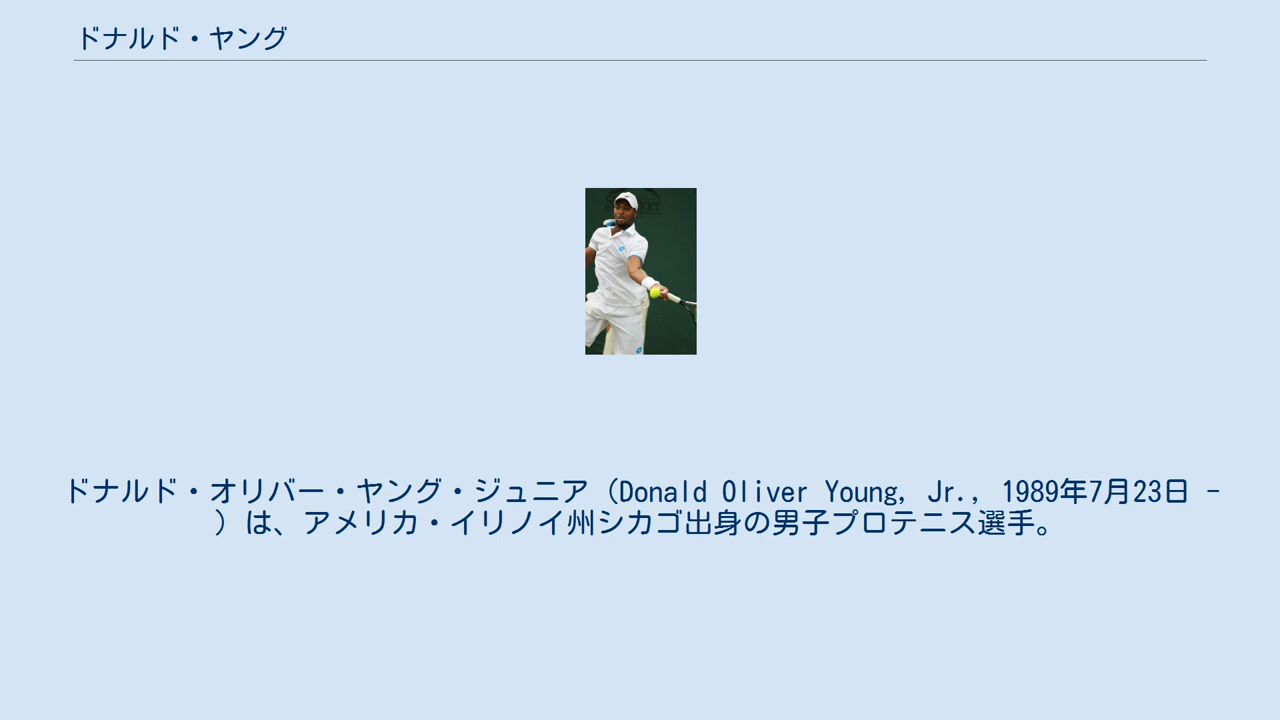 ドナルド・ヤング
ドナルド・オリバー・ヤング・ジュニア（Donald Oliver Young, Jr., 1989年7月23日 -
）は、アメリカ・イリノイ州シカゴ出身の男子プロテニス選手。